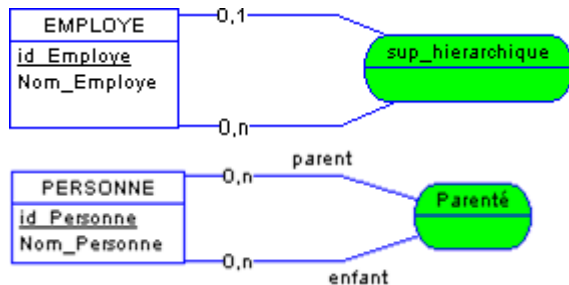 EMPLOYE
id_Employe
Nom_Employe
0,1
sup_hierarchique
0,n
PERSONNE
id_Personne
Nom_Personne
0,n
parent
Parenté
0,n
enfant